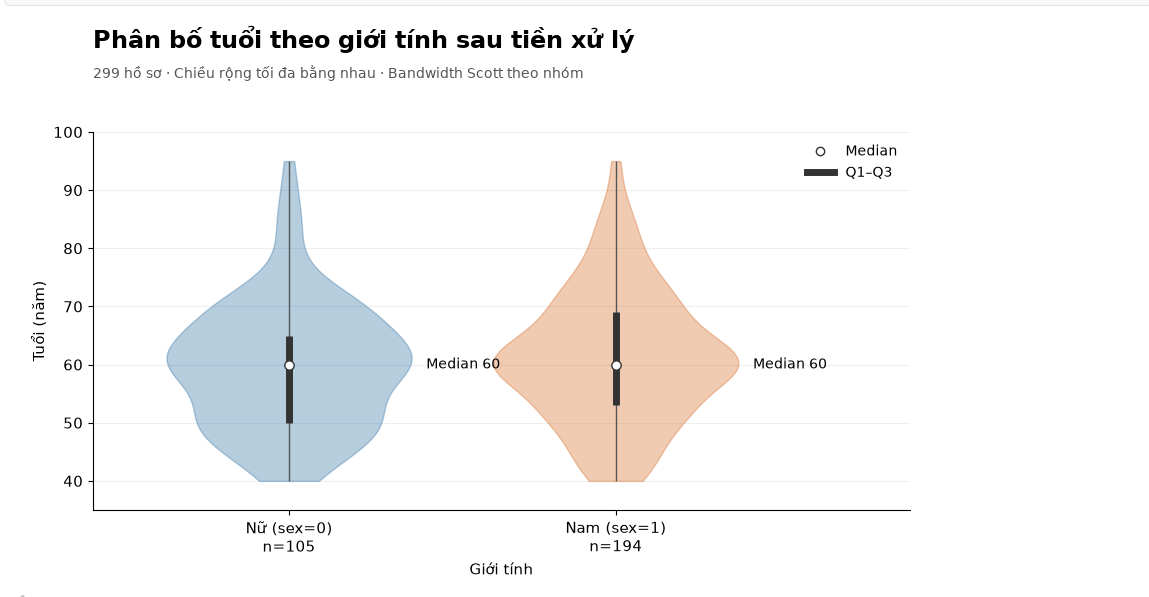 Phân bố tuổi theo giới tính sau tiền xử lý
299 hồ sơ · Chiều rộng tối đa bằng nhau · Bandwidth Scott theo nhóm
100
90
80
70
60
50
40
Tuổi (năm)
Median
Q1–Q3
Median 60
Median 60
Nữ (sex=0)
n=105
Nam (sex=1)
n=194
Giới tính